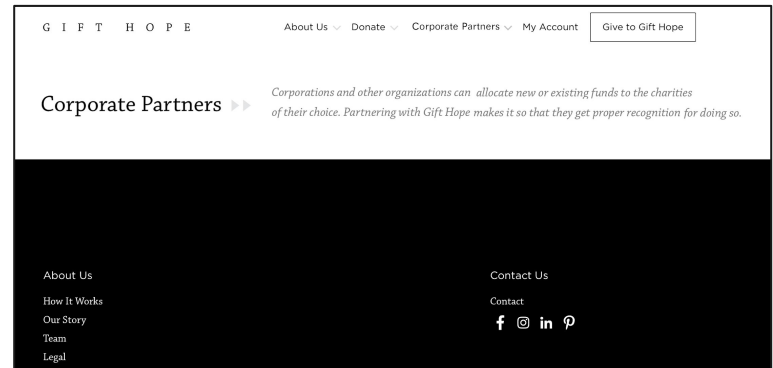 GIFT HOPE
About Us Donate Corporate Partners My Account Give to Gift Hope
Corporate Partners
Corporations and other organizations can allocate new or existing funds to the charities
of their choice. Partnering with Gift Hope makes it so that they get proper recognition for doing so.
About Us
How It Works
Our Story
Team
Legal
Contact Us
Contact